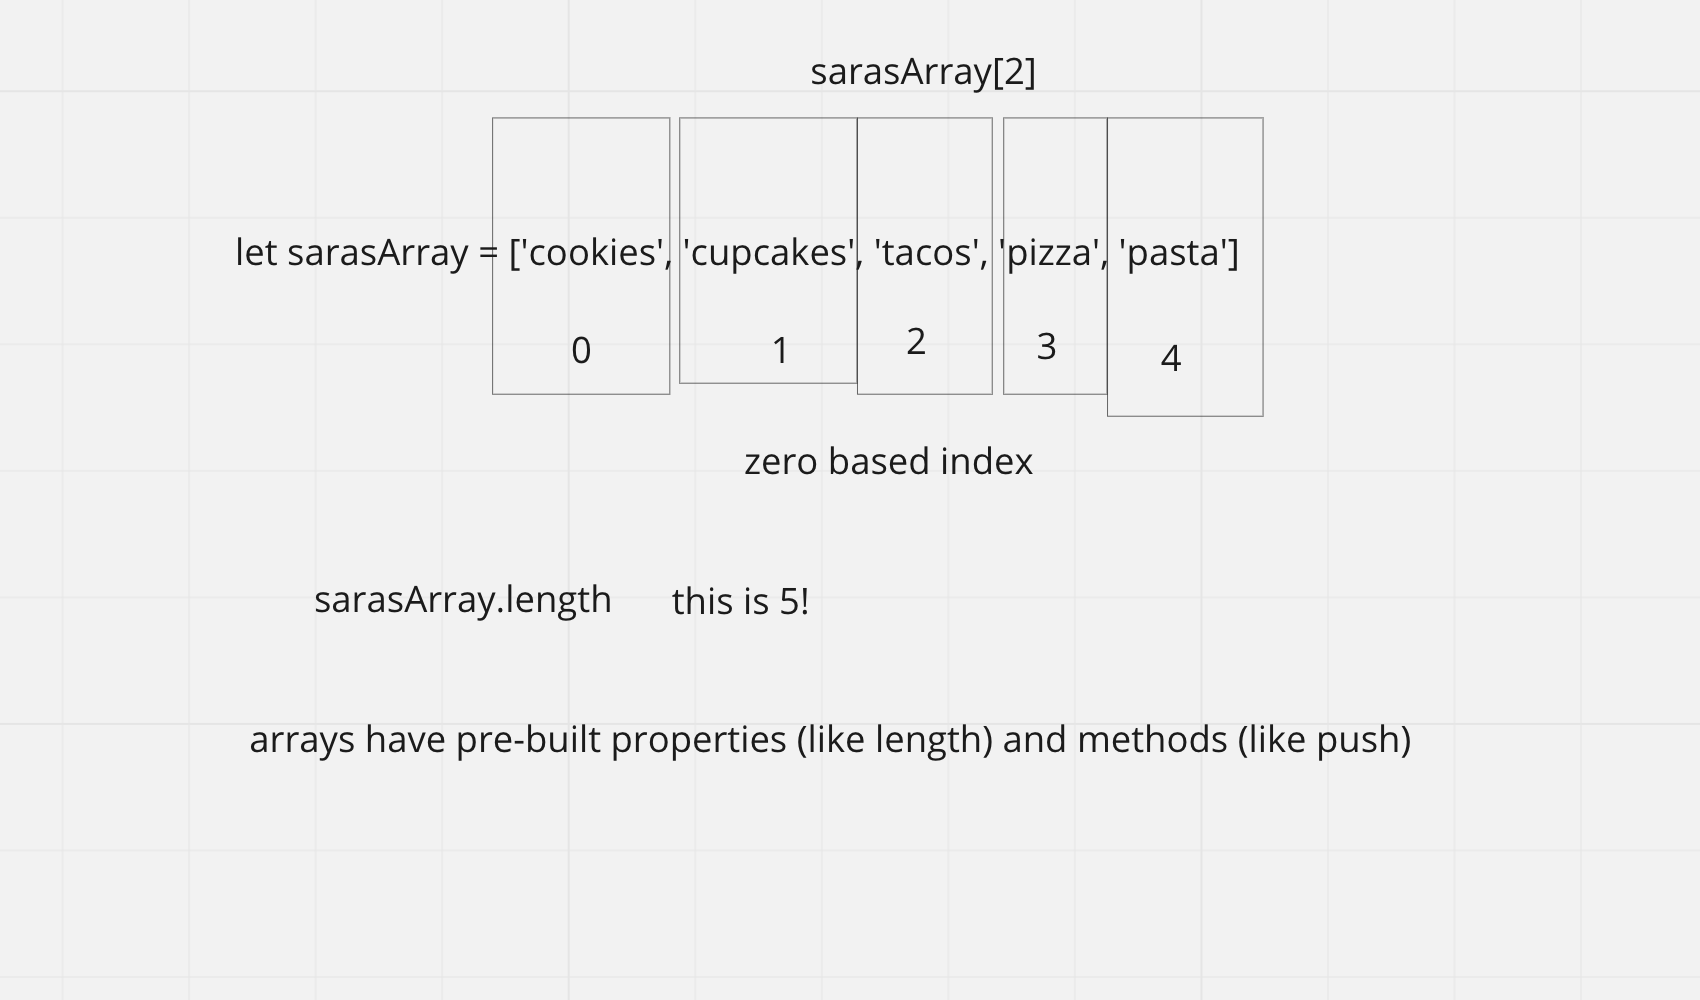 sarasArray[2]
let sarasArray = ['cookies', 'cupcakes', 'tacos', 'pizza', 'pasta']
0 1 2 3 4
zero based index
sarasArray.length this is 5!
arrays have pre-built properties (like length) and methods (like push)